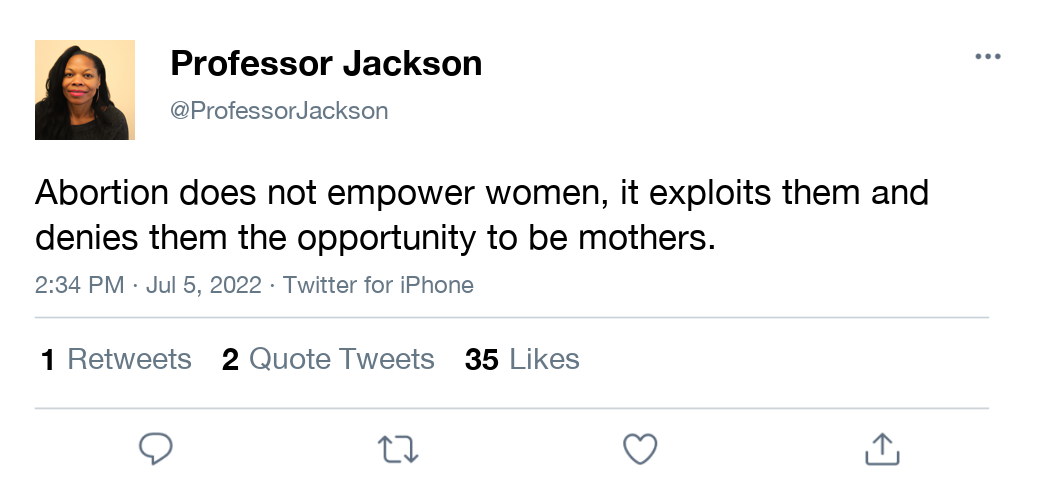 Professor Jackson
@ProfessorJackson
Abortion does not empower women, it exploits them and
denies them the opportunity to be mothers.
2:34 PM · Jul 5, 2022 · Twitter for iPhone
1 Retweets 2 Quote Tweets 35 Likes